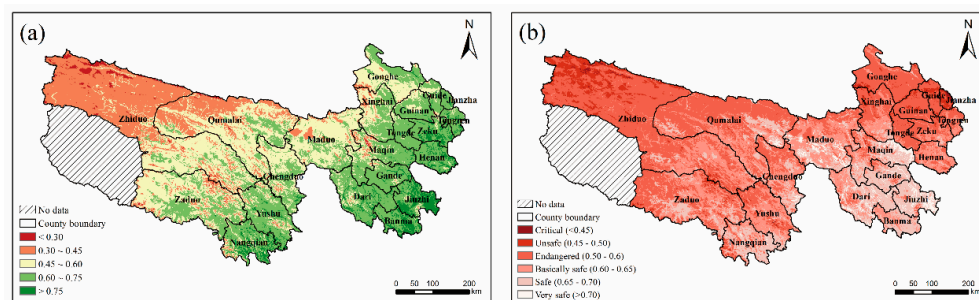 (a)
N
Gonghe
Xinghai
Guide
Jianzha
Guinan
Tongren
Zhiduo
Qumalai
Maduo
Tongde
Zeku
Maqin
Henan
Chengduo
Gande
Zaduo
Yushu
Dari
Jiuzhi
Banma
Nangqian
No data
County boundary
< 0.30
0.30 ~ 0.45
0.45 ~ 0.60
0.60 ~ 0.75
> 0.75
0 100 200
km
(b)
N
Gonghe
Xinghai
Guide
Jianzha
Guinan
Tongren
Zhiduo
Qumalai
Maduo
Tongde
Zeku
Maqin
Henan
Chengduo
Gande
Zaduo
Yushu
Dari
Jiuzhi
Banma
Nangqian
No data
County boundary
Critical (<0.45)
Unsafe (0.45 - 0.50)
Endangered (0.50 - 0.6)
Basically safe (0.60 - 0.65)
Safe (0.65 - 0.70)
Very safe (>0.70)
0 100 200
km